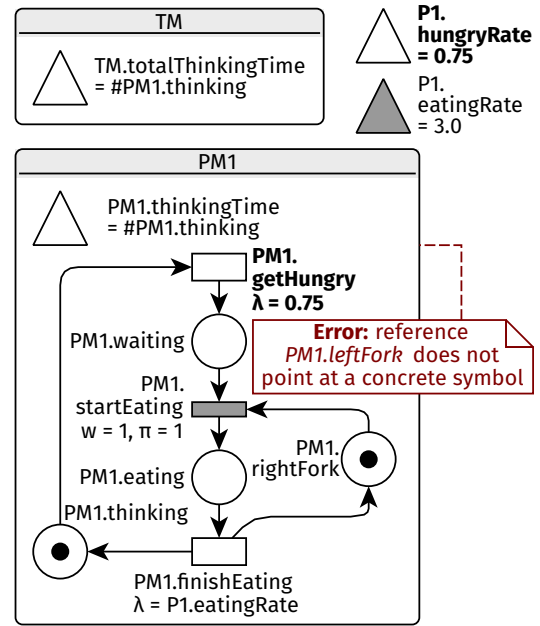 TM
TM.totalThinkingTime
= #PM1.thinking
P1.
hungryRate
= 0.75
P1.
eatingRate
= 3.0
PM1
PM1.thinkingTime
= #PM1.thinking
PM1.
getHungry
λ = 0.75
PM1.waiting
Error: reference
PM1.leftFork does not
point at a concrete symbol
PM1.
startEating
w = 1, π = 1
PM1.
rightFork
PM1.eating
PM1.thinking
PM1.finishEating
λ = P1.eatingRate